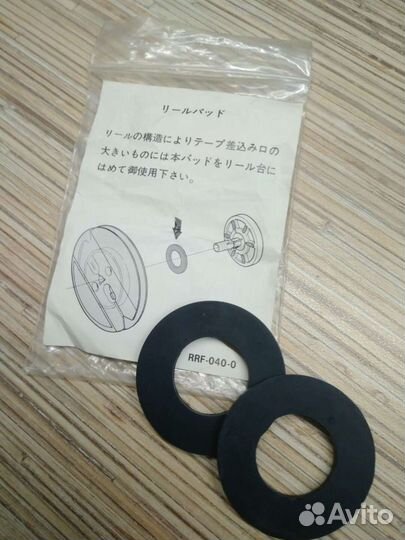 リールパッド
リールの構造によりテープ差込み口の
大きいものには本パッドをリール台に
はめて御使用下さい。
RRF-040-0
Avito